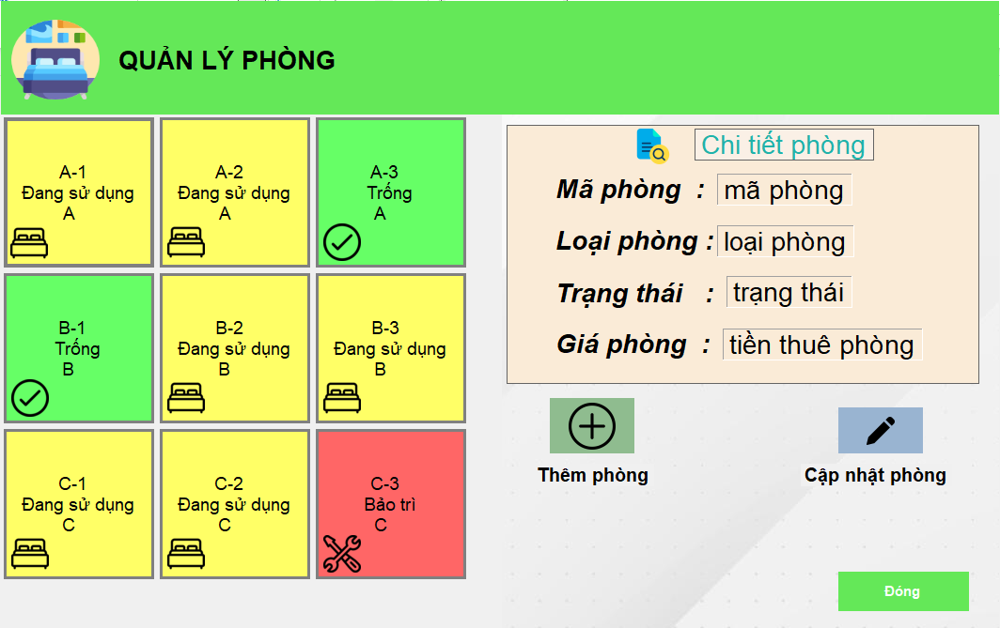 QUẢN LÝ PHÒNG
A-1
Đang sử dụng
A
A-2
Đang sử dụng
A
A-3
Trống
A
B-1
Trống
B
B-2
Đang sử dụng
B
B-3
Đang sử dụng
B
C-1
Đang sử dụng
C
C-2
Đang sử dụng
C
C-3
Bảo trì
C
Chi tiết phòng
Mã phòng : mã phòng
Loại phòng : loại phòng
Trạng thái : trạng thái
Giá phòng : tiền thuê phòng
Thêm phòng
Cập nhật phòng
Đóng